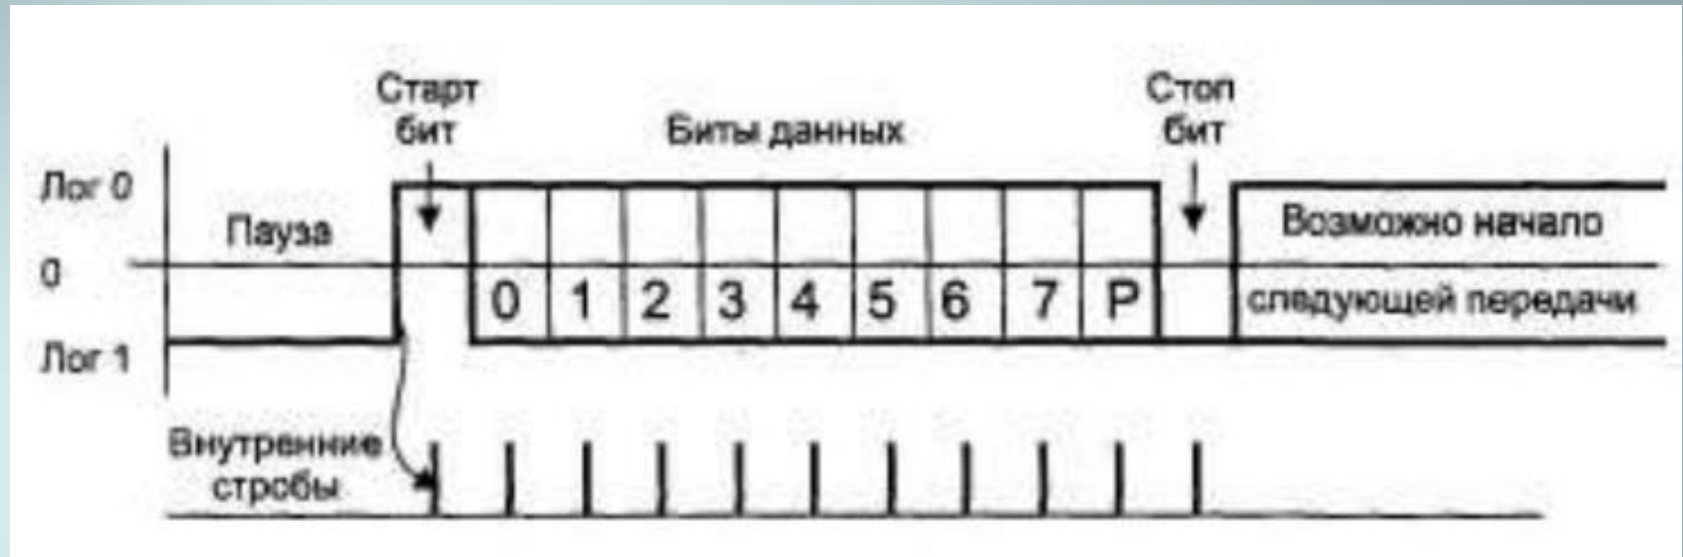 Старт
бит
Биты данных
Стоп
бит
Лог 0
Пауза
Возможно начало
0
0 1 2 3 4 5 6 7 P
следующей передачи
Лог 1
Внутренние
стробы